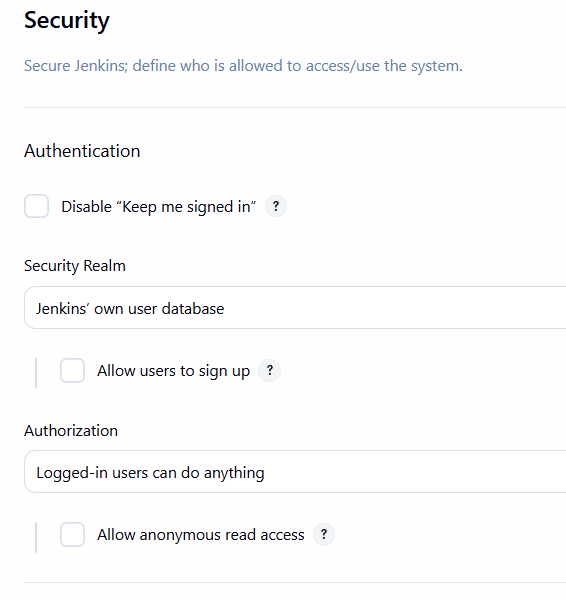 Security
Secure Jenkins; define who is allowed to access/use the system.
Authentication
Disable “Keep me signed in” ?
Security Realm
Jenkins’ own user database
Allow users to sign up ?
Authorization
Logged-in users can do anything
Allow anonymous read access ?